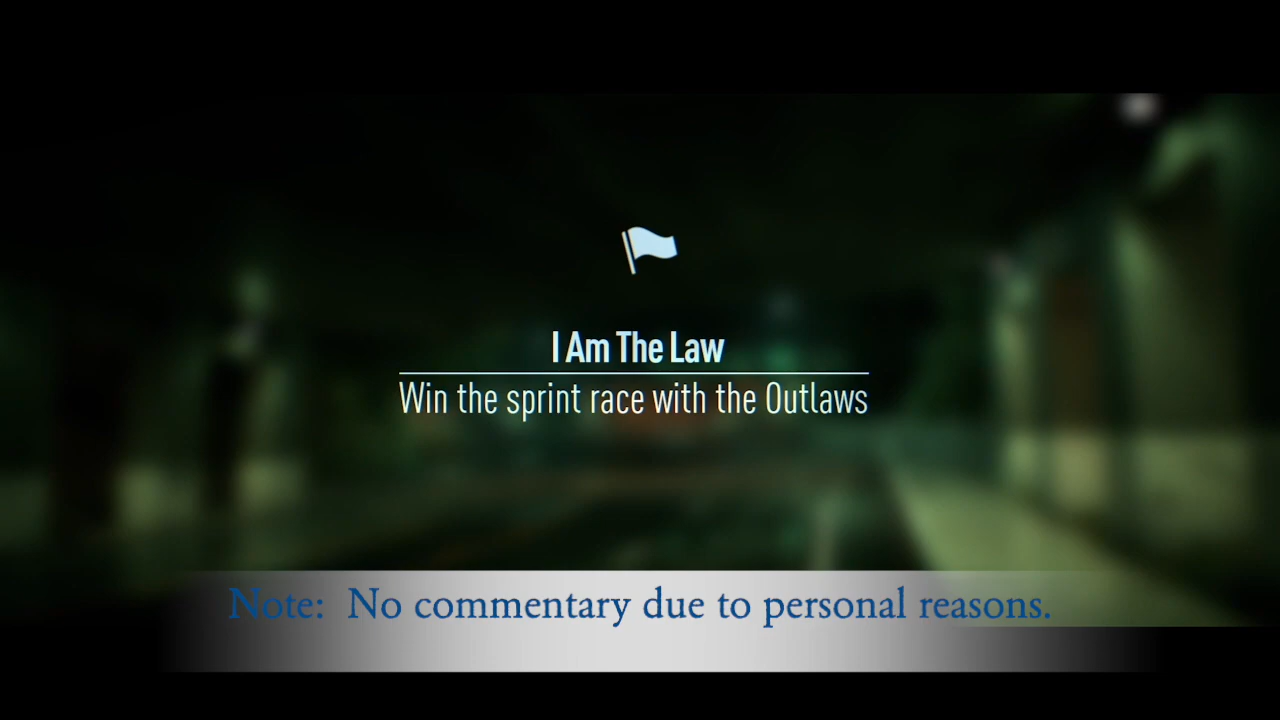 I Am The Law
Win the sprint race with the Outlaws
Note: No commentary due to personal reasons.